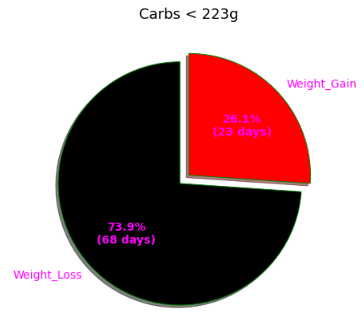 Carbs < 223g
Weight_Gain
26.1%
(23 days)
73.9%
(68 days)
Weight_Loss